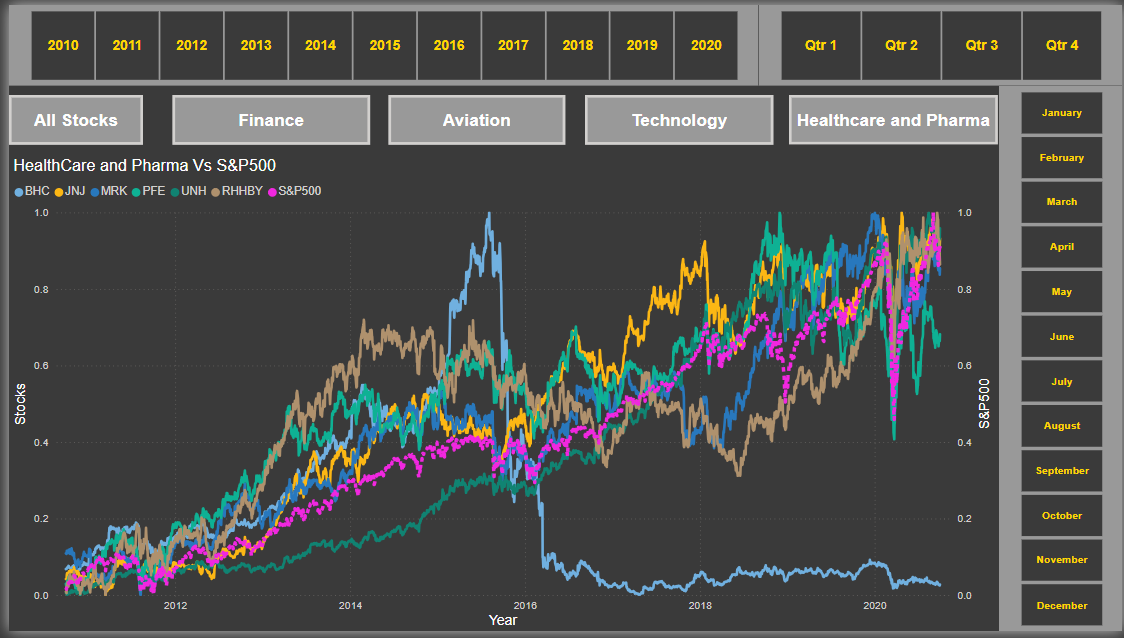 2010 2011 2012 2013 2014 2015 2016 2017 2018 2019 2020 Qtr 1 Qtr 2 Qtr 3 Qtr 4
All Stocks Finance Aviation Technology Healthcare and Pharma
HealthCare and Pharma Vs S&P500
BHC JNJ MRK PFE UNH RHHBY S&P500
1.0 1.0
0.8 0.8
0.6 0.6
0.4 0.4
0.2 0.2
0.0 0.0
Stocks
S&P500
2012 2014 2016 2018 2020
Year
January
February
March
April
May
June
July
August
September
October
November
December